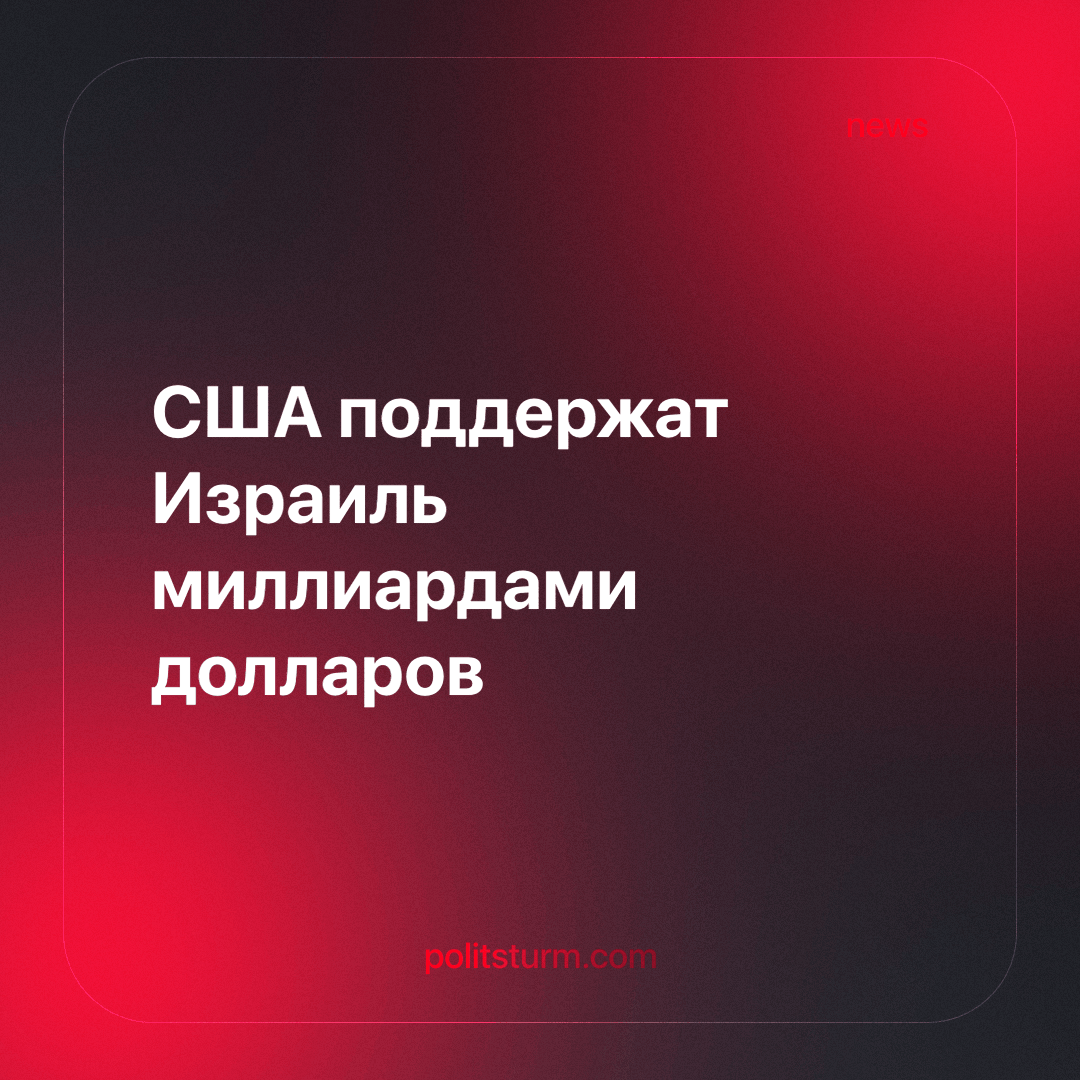 news
США поддержат
Израиль
миллиардами
долларов
politsturm.com